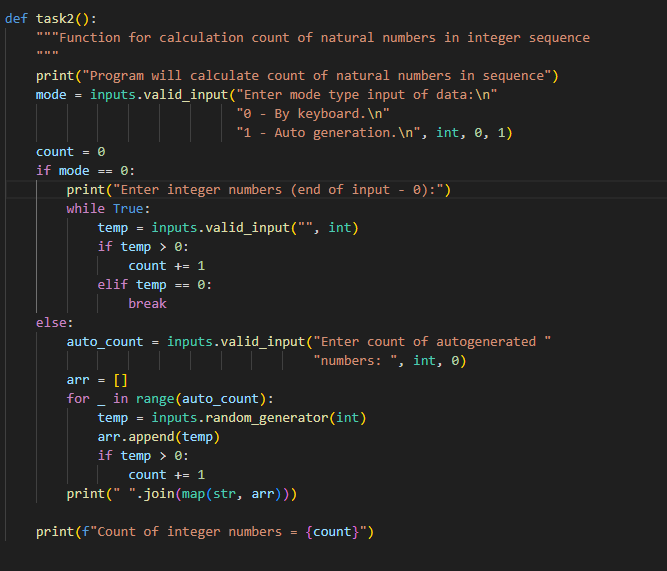 def task2():
    """Function for calculation count of natural numbers in integer sequence
    """
    print("Program will calculate count of natural numbers in sequence")
    mode = inputs.valid_input("Enter mode type input of data:\n"
                              "0 - By keyboard.\n"
                              "1 - Auto generation.\n", int, 0, 1)
    count = 0
    if mode == 0:
        print("Enter integer numbers (end of input - 0):")
        while True:
            temp = inputs.valid_input("", int)
            if temp > 0:
                count += 1
            elif temp == 0:
                break
    else:
        auto_count = inputs.valid_input("Enter count of autogenerated "
                                        "numbers: ", int, 0)
        arr = []
        for _ in range(auto_count):
            temp = inputs.random_generator(int)
            arr.append(temp)
            if temp > 0:
                count += 1
        print(" ".join(map(str, arr)))

    print(f"Count of integer numbers = {count}")